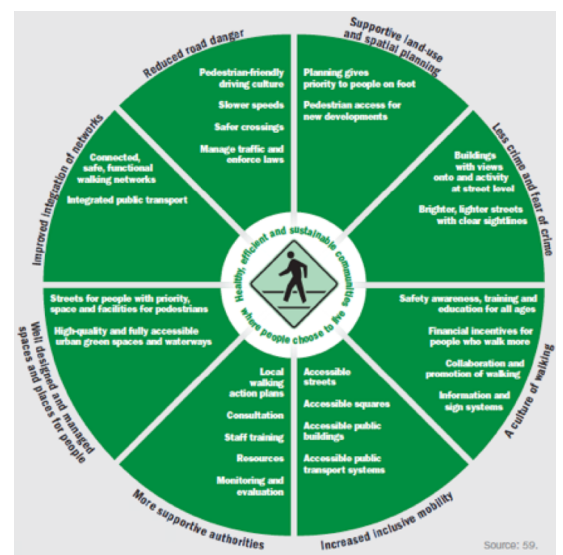 Reduced road danger
Pedestrian-friendly
driving culture
Slower speeds
Safer crossings
Manage traffic and
enforce laws
Supportive land-use
and spatial planning
Planning gives
priority to people on foot
Pedestrian access for
new developments
Less crime and fear of crime
Buildings
with views
onto and activity
at street level
Brighter, lighter streets
with clear sightlines
A culture of walking
Safety awareness, training and
education for all ages
Financial incentives for
people who walk more
Collaboration and
promotion of walking
Information and
sign systems
Increased inclusive mobility
Accessible
streets
Accessible squares
Accessible public
buildings
Accessible public
transport systems
More supportive authorities
Local
walking
action plans
Consultation
Staff training
Resources
Monitoring and
evaluation
Well designed and managed
spaces and places for people
Streets for people with priority,
space and facilities for pedestrians
High-quality and fully accessible
urban green spaces and waterways
Improved integration of networks
Connected,
safe, functional
walking networks
Integrated public transport
Healthy, efficient and sustainable communities
where people choose to live
Source: 59.